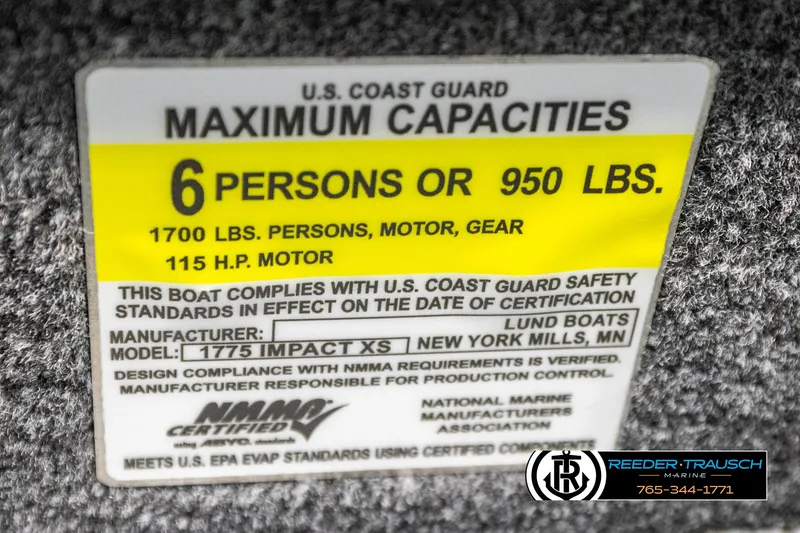 U.S. COAST GUARD
MAXIMUM CAPACITIES
6 PERSONS OR 950 LBS.
1700 LBS. PERSONS, MOTOR, GEAR
115 H.P. MOTOR
THIS BOAT COMPLIES WITH U.S. COAST GUARD SAFETY
STANDARDS IN EFFECT ON THE DATE OF CERTIFICATION
MANUFACTURER: LUND BOATS
MODEL: 1775 IMPACT XS NEW YORK MILLS, MN
DESIGN COMPLIANCE WITH NMMA REQUIREMENTS IS VERIFIED.
MANUFACTURER RESPONSIBLE FOR PRODUCTION CONTROL.
NMMA
CERTIFIED
using ABYC standards
NATIONAL MARINE
MANUFACTURERS
ASSOCIATION
MEETS U.S. EPA EVAP STANDARDS USING CERTIFIED COMPONENTS
REEDER·TRAUSCH
MARINE
765-344-1771